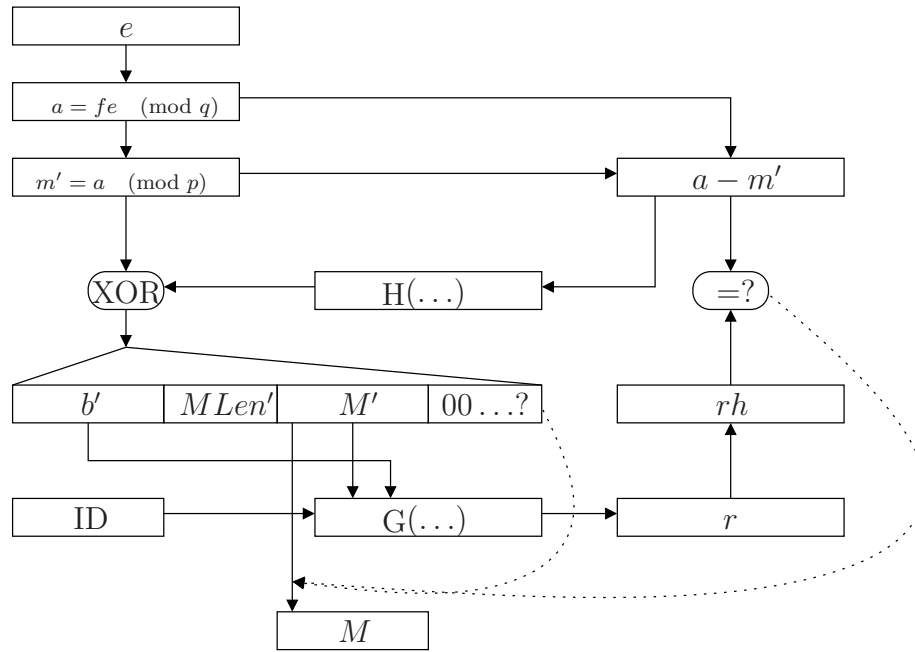 e
a = fe (mod q)
m′ = a (mod p)
a − m′
XOR
H(…)
=?
b′
MLen′
M′
00…?
rh
ID
G(…)
r
M